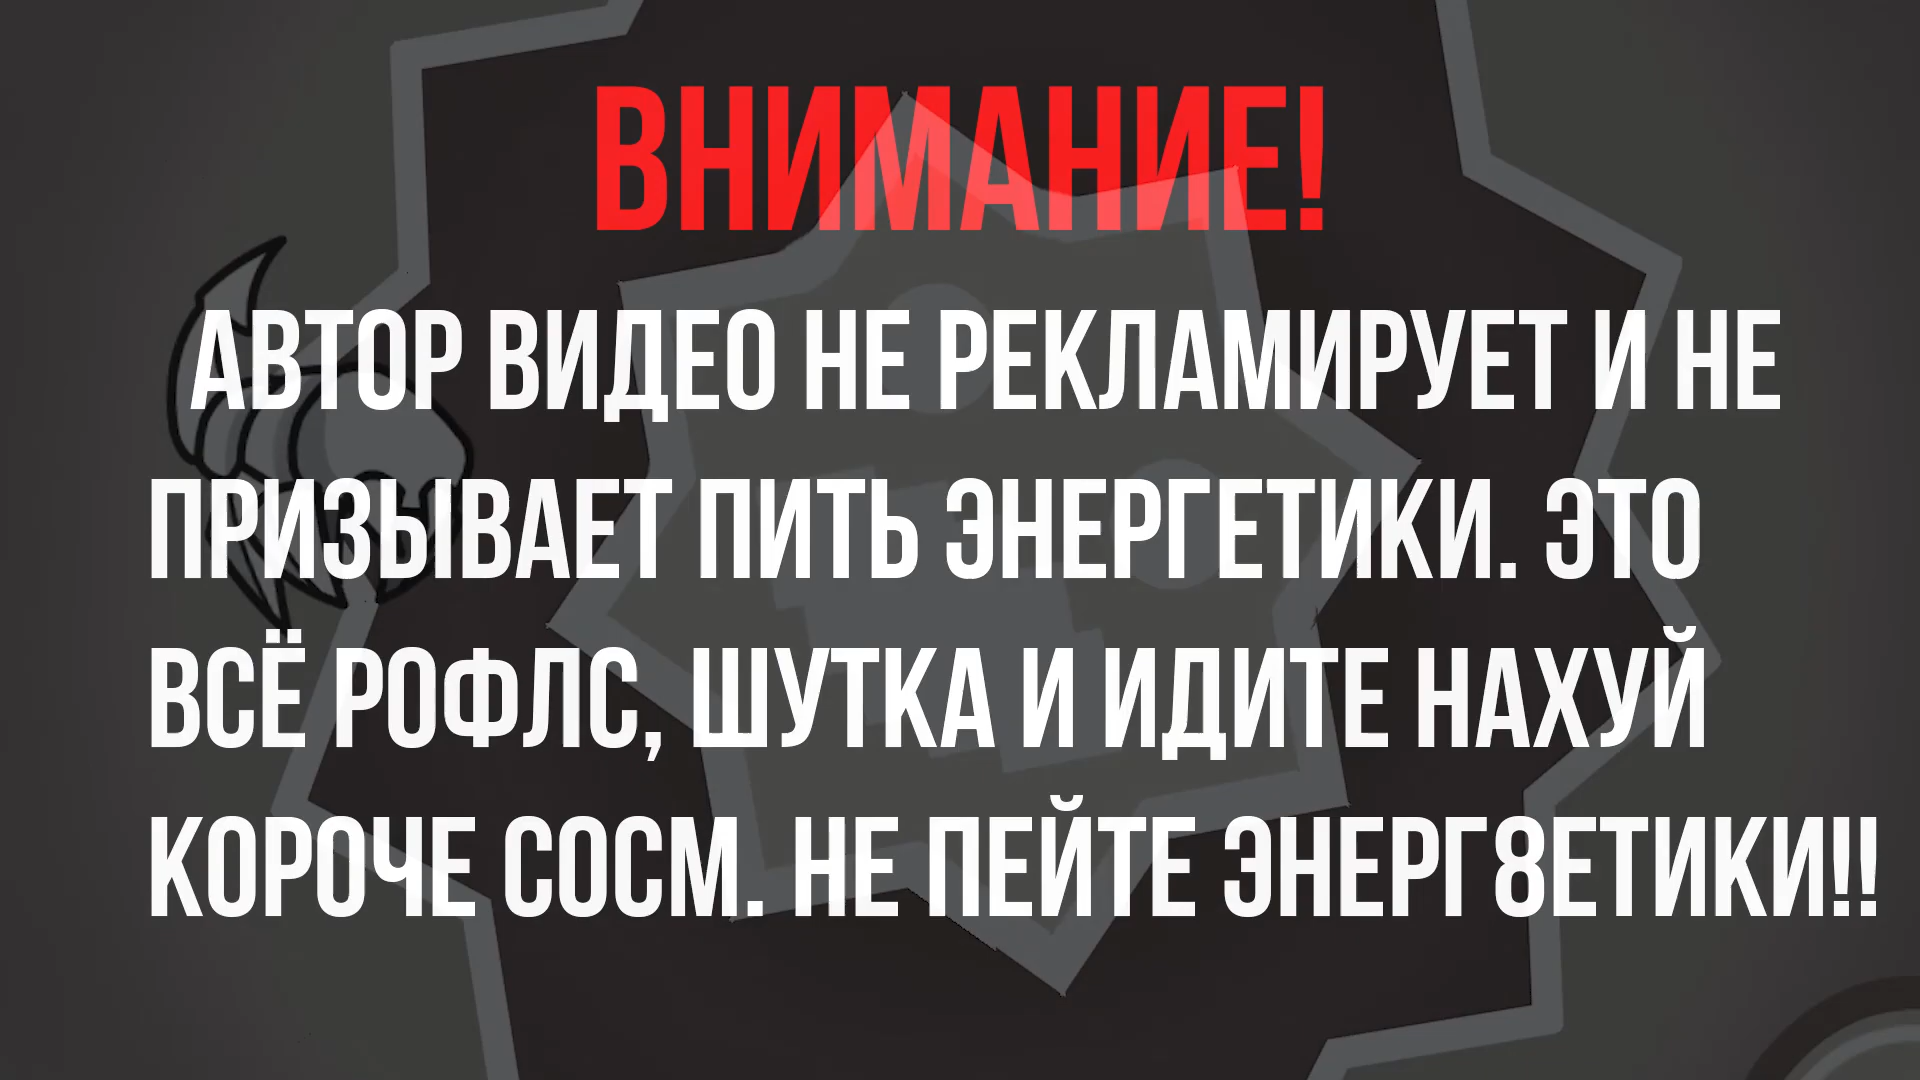 ВНИМАНИЕ!
АВТОР ВИДЕО НЕ РЕКЛАМИРУЕТ И НЕ
ПРИЗЫВАЕТ ПИТЬ ЭНЕРГЕТИКИ. ЭТО
ВСЁ РОФЛС, ШУТКА И ИДИТЕ НАХУЙ
КОРОЧЕ СОСМ. НЕ ПЕЙТЕ ЭНЕРГ8ЕТИКИ!!